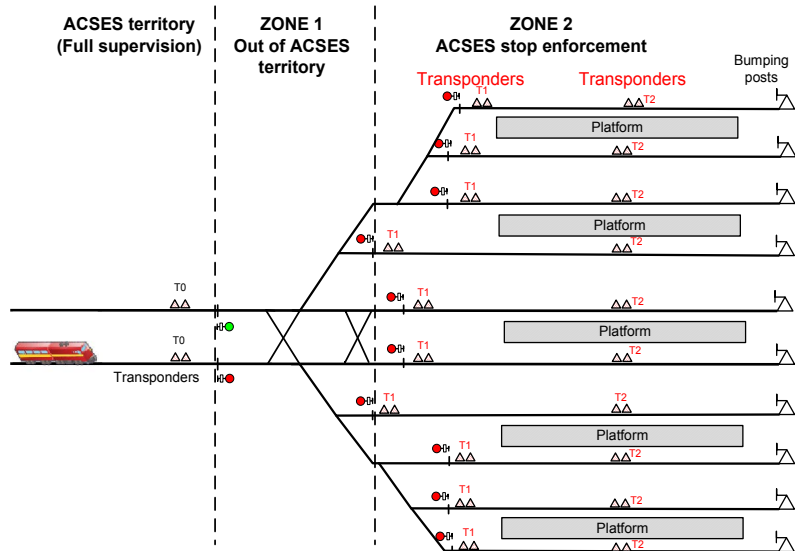 ACSES territory
(Full supervision)
ZONE 1
Out of ACSES
territory
ZONE 2
ACSES stop enforcement
Transponders
Transponders
Bumping
posts
T1
T2
Platform
T1
T2
T1
T2
Platform
T1
T2
T0
T1
T2
Platform
T0
T1
T2
Transponders
T1
T2
Platform
T1
T2
T1
T2
Platform
T1
T2